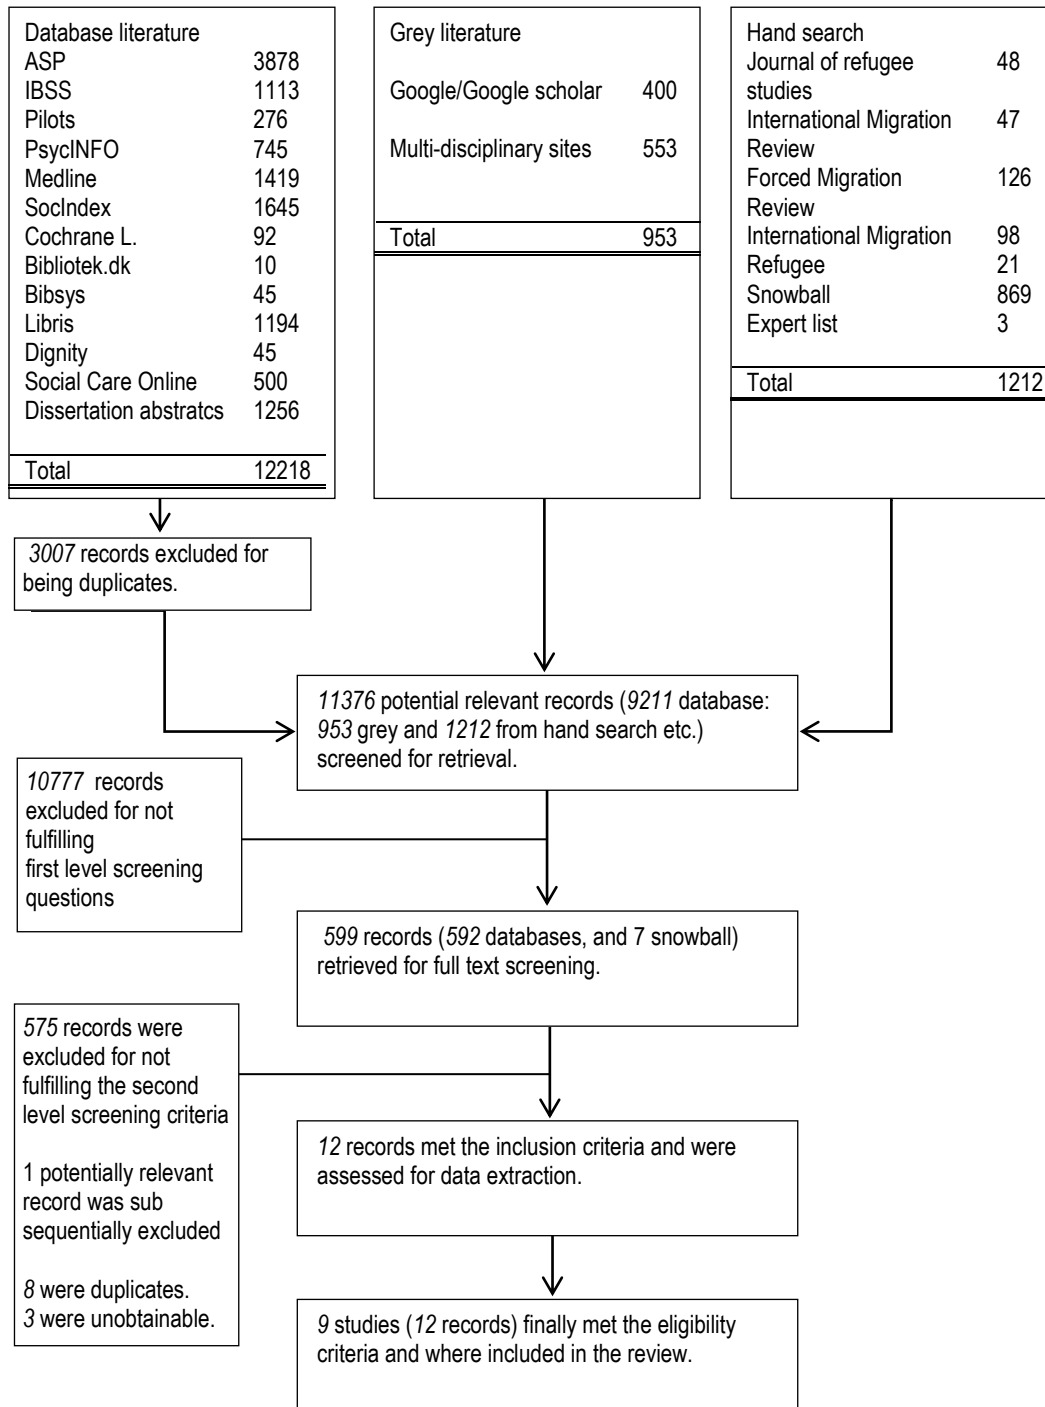 Database literature
ASP 3878
IBSS 1113
Pilots 276
PsycINFO 745
Medline 1419
SocIndex 1645
Cochrane L. 92
Bibliotek.dk 10
Bibsys 45
Libris 1194
Dignity 45
Social Care Online 500
Dissertation abstratcs 1256
Total 12218
Grey literature
Google/Google scholar 400
Multi-disciplinary sites 553
Total 953
Hand search
Journal of refugee 48
studies
International Migration 47
Review
Forced Migration 126
Review
International Migration 98
Refugee 21
Snowball 869
Expert list 3
Total 1212
3007 records excluded for
being duplicates.
11376 potential relevant records (9211 database:
953 grey and 1212 from hand search etc.)
screened for retrieval.
10777 records
excluded for not
fulfilling
first level screening
questions
599 records (592 databases, and 7 snowball)
retrieved for full text screening.
575 records were
excluded for not
fulfilling the second
level screening criteria
1 potentially relevant
record was sub
sequentially excluded
8 were duplicates.
3 were unobtainable.
12 records met the inclusion criteria and were
assessed for data extraction.
9 studies (12 records) finally met the eligibility
criteria and where included in the review.